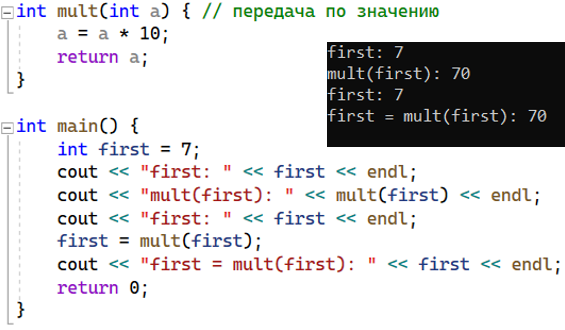 int mult(int a) { // передача по значению
    a = a * 10;
    return a;
}
first: 7
mult(first): 70
first: 7
first = mult(first): 70
int main() {
    int first = 7;
    cout << "first: " << first << endl;
    cout << "mult(first): " << mult(first) << endl;
    cout << "first: " << first << endl;
    first = mult(first);
    cout << "first = mult(first): " << first << endl;
    return 0;
}